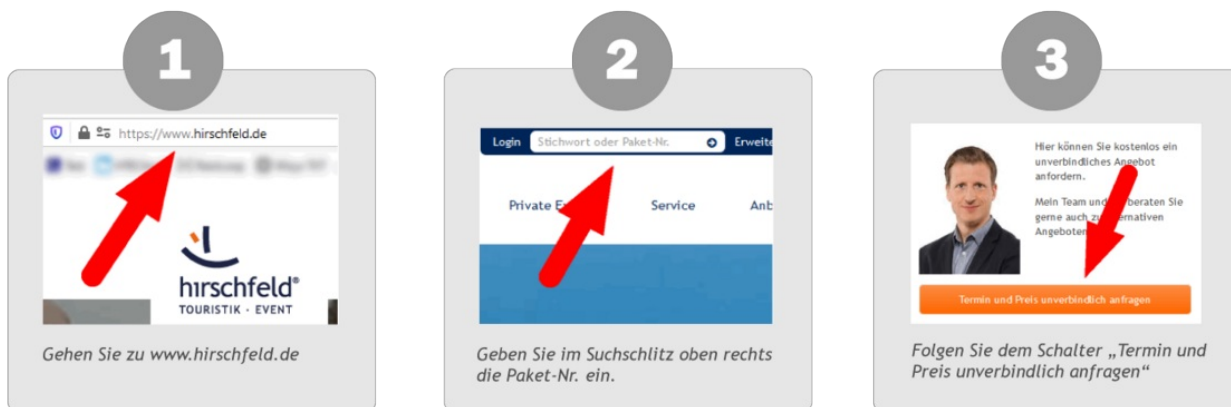 1
https://www.hirschfeld.de
hirschfeld®
TOURISTIK · EVENT
Gehen Sie zu www.hirschfeld.de
2
Login Stichwort oder Paket-Nr. Erweite
Private E Service Anb
Geben Sie im Suchschlitz oben rechts
die Paket-Nr. ein.
3
Hier können Sie kostenlos ein
unverbindliches Angebot
anfordern.
Mein Team und beraten Sie
gerne auch zu ernativen
Angeboten
Termin und Preis unverbindlich anfragen
Folgen Sie dem Schalter „Termin und
Preis unverbindlich anfragen“